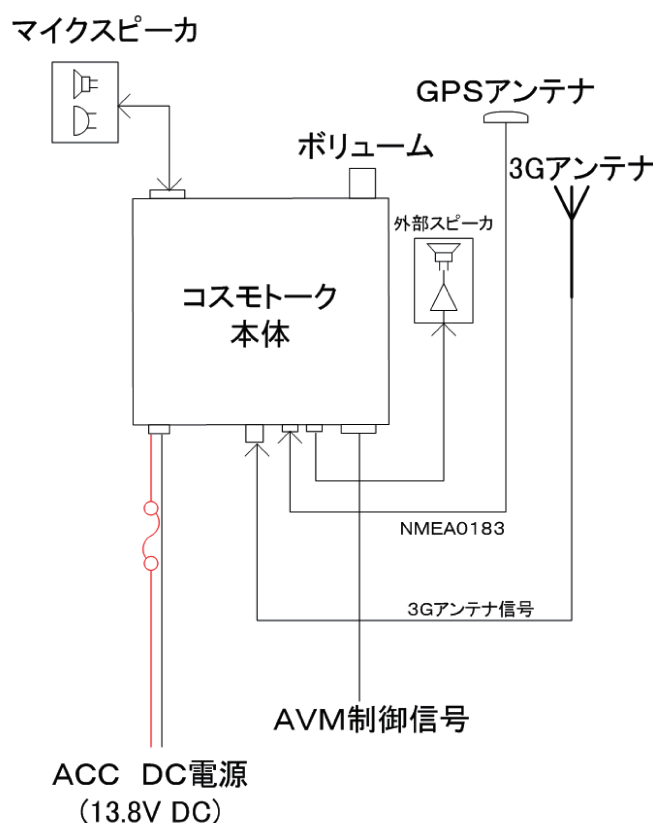 マイクスピーカ
GPSアンテナ
ボリューム
3Gアンテナ
外部スピーカ
コスモトーク
本体
NMEA0183
3Gアンテナ信号
AVM制御信号
ACC DC電源
(13.8V DC)